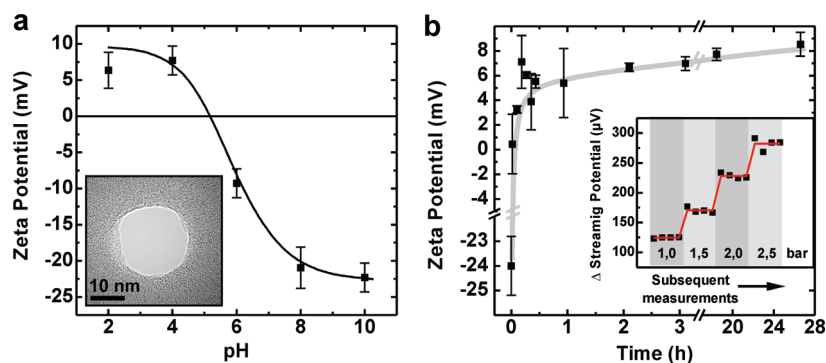 a
Zeta Potential (mV)
10
5
0
-5
-10
-15
-20
-25
2 4 6 8 10
pH
10 nm
b
Zeta Potential (mV)
8
6
4
2
0
-2
-4
-23
-24
-25
0 1 2 3 20 24 28
Time (h)
Δ Streamig Potential (µV)
300
250
200
150
100
1,0 1,5 2,0 2,5 bar
Subsequent
measurements